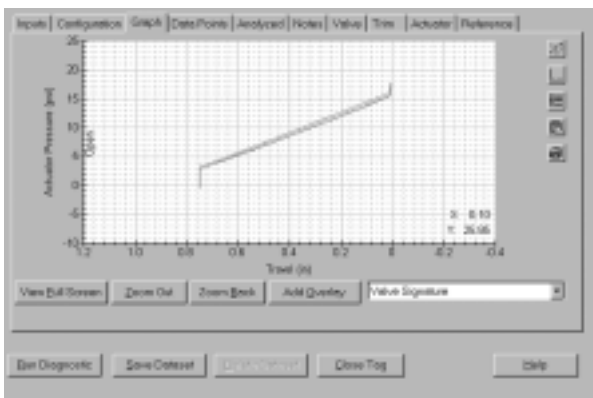 Inputs Configuration Graph Data Points Analyzed Notes Valve Trim Actuator Reference
25
20
15
10
5
0
-5
-10
Actuator Pressure [psi]
Open
X: 0.10
Y: 25.95
1.2 1.0 0.8 0.6 0.4 0.2 0 -0.2 -0.4
Travel (in)
View Full Screen Zoom Out Zoom Back Add Overlay Valve Signature
Run Diagnostic Save Dataset Close Tag Help